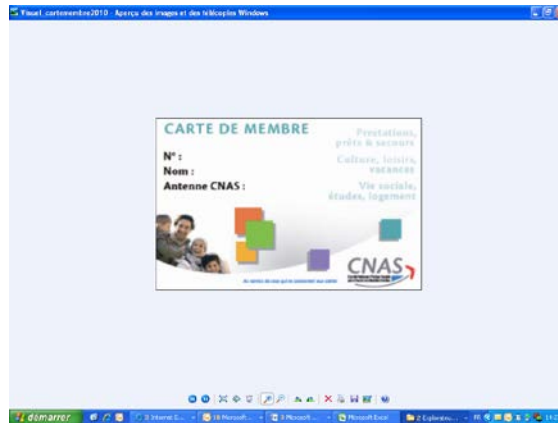 Visuel_cartemembre2010 - Aperçu des images et des télécopies Windows
CARTE DE MEMBRE
N° :
Nom :
Antenne CNAS :
Prestations,
prêts & secours
Culture, loisirs,
vacances
Vie sociale,
études, logement
CNAS
démarrer
Microsoft Excel
FR